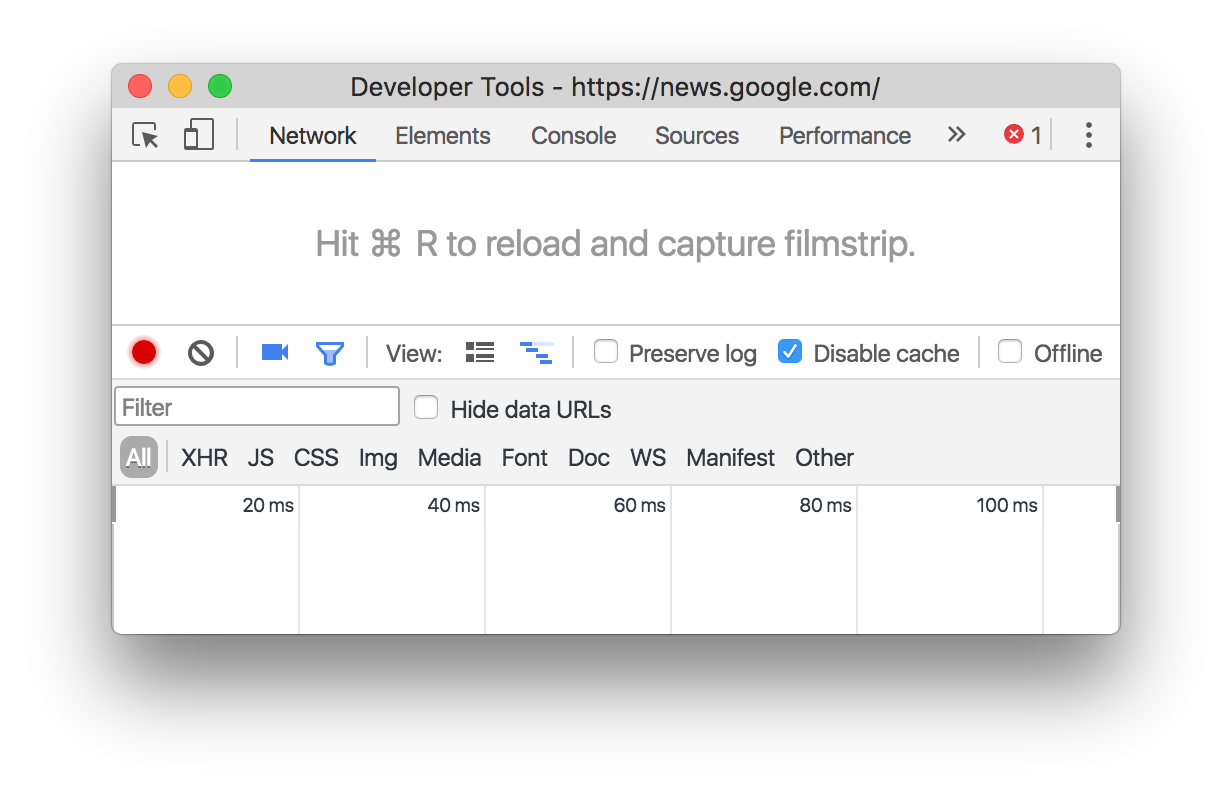 Developer Tools - https://news.google.com/
Network Elements Console Sources Performance » 1
Hit ⌘ R to reload and capture filmstrip.
View: Preserve log Disable cache Offline
Filter Hide data URLs
All XHR JS CSS Img Media Font Doc WS Manifest Other
20 ms 40 ms 60 ms 80 ms 100 ms